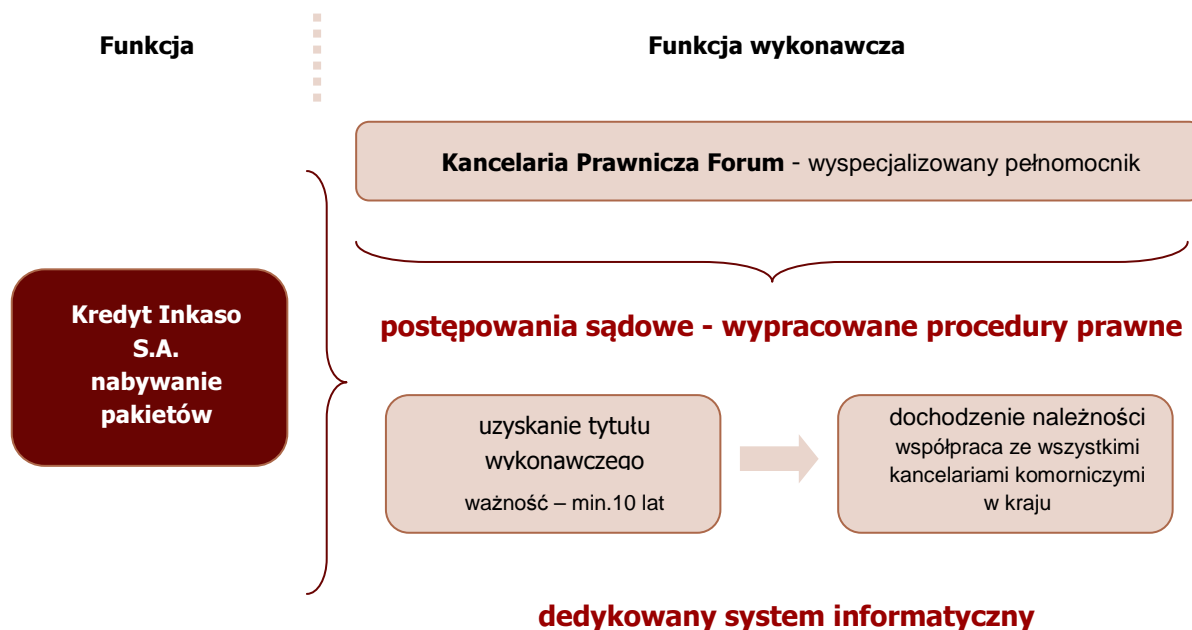 Funkcja
Funkcja wykonawcza
Kancelaria Prawnicza Forum - wyspecjalizowany pełnomocnik
Kredyt Inkaso
S.A.
nabywanie
pakietów
postępowania sądowe - wypracowane procedury prawne
uzyskanie tytułu
wykonawczego
ważność – min.10 lat
dochodzenie należności
współpraca ze wszystkimi
kancelariami komorniczymi
w kraju
dedykowany system informatyczny